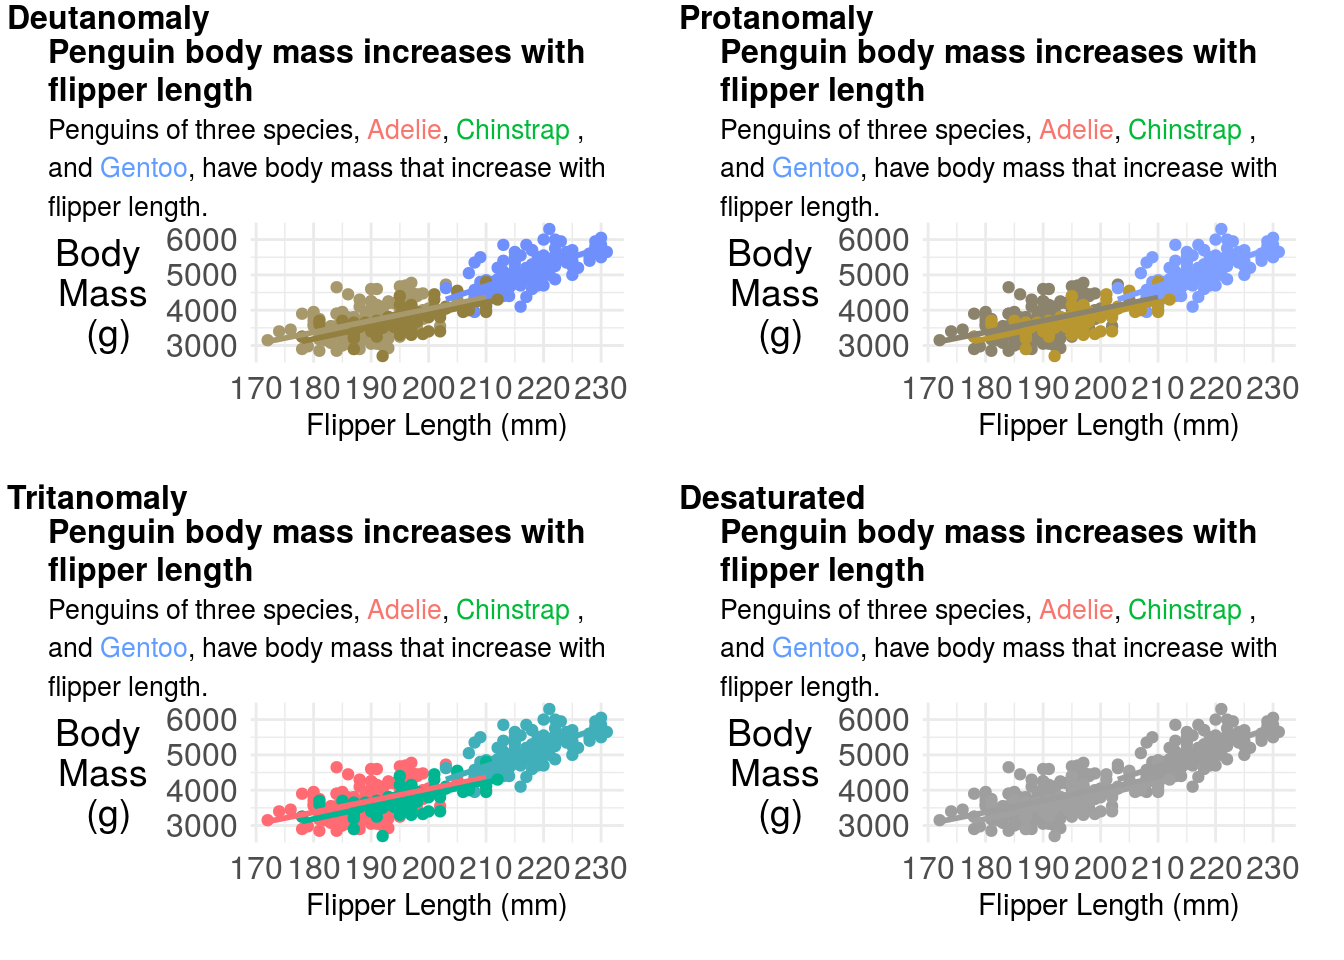 Deutanomaly
Penguin body mass increases with
flipper length
Penguins of three species, Adelie, Chinstrap ,
and Gentoo, have body mass that increase with
flipper length.
Body
Mass
(g)
6000
5000
4000
3000
170 180 190 200 210 220 230
Flipper Length (mm)
Protanomaly
Penguin body mass increases with
flipper length
Penguins of three species, Adelie, Chinstrap ,
and Gentoo, have body mass that increase with
flipper length.
Body
Mass
(g)
6000
5000
4000
3000
170 180 190 200 210 220 230
Flipper Length (mm)
Tritanomaly
Penguin body mass increases with
flipper length
Penguins of three species, Adelie, Chinstrap ,
and Gentoo, have body mass that increase with
flipper length.
Body
Mass
(g)
6000
5000
4000
3000
170 180 190 200 210 220 230
Flipper Length (mm)
Desaturated
Penguin body mass increases with
flipper length
Penguins of three species, Adelie, Chinstrap ,
and Gentoo, have body mass that increase with
flipper length.
Body
Mass
(g)
6000
5000
4000
3000
170 180 190 200 210 220 230
Flipper Length (mm)